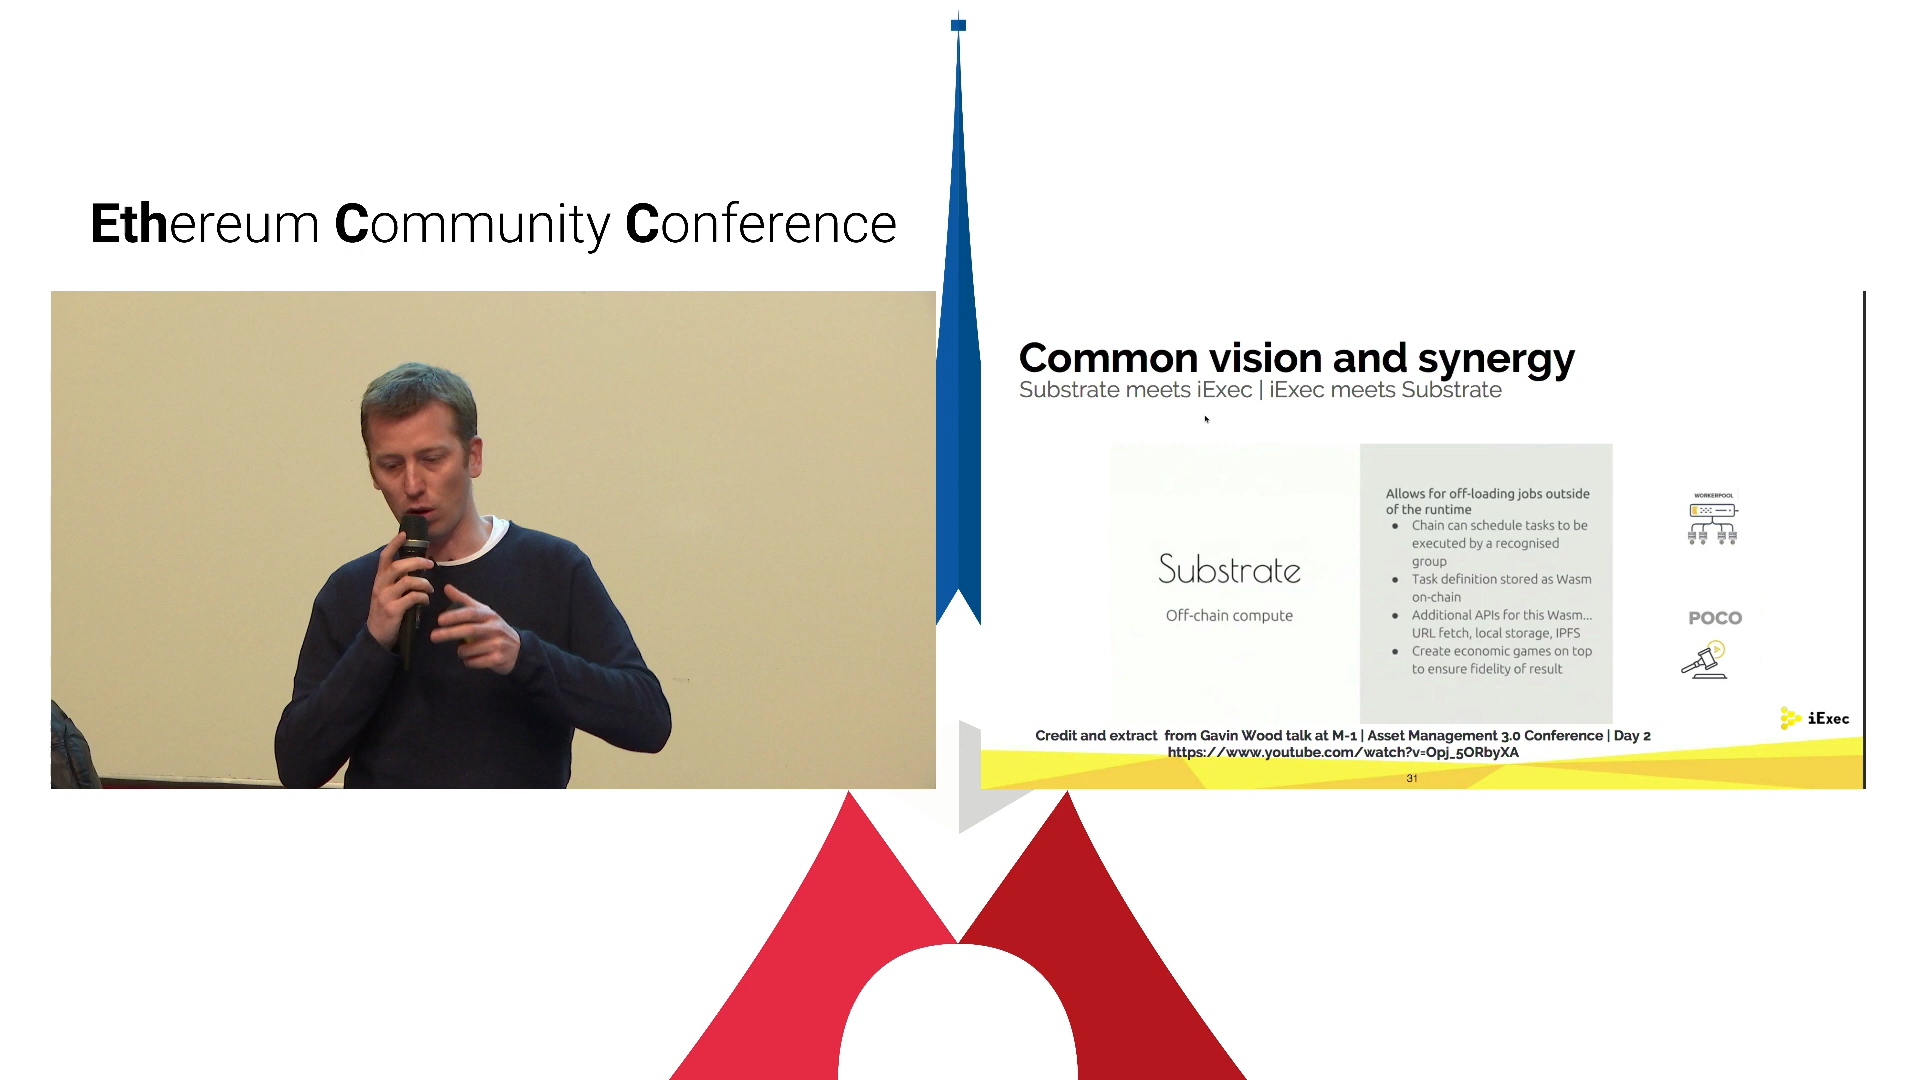 Ethereum Community Conference
Common vision and synergy
Substrate meets iExec | iExec meets Substrate
Substrate
Off-chain compute
Allows for off-loading jobs outside
of the runtime
• Chain can schedule tasks to be
executed by a recognised
group
• Task definition stored as Wasm
on-chain
• Additional APIs for this Wasm...
URL fetch, local storage, IPFS
• Create economic games on top
to ensure fidelity of result
WORKERPOOL
POCO
iExec
Credit and extract from Gavin Wood talk at M-1 | Asset Management 3.0 Conference | Day 2
https://www.youtube.com/watch?v=Opj_5ORbyXA
31